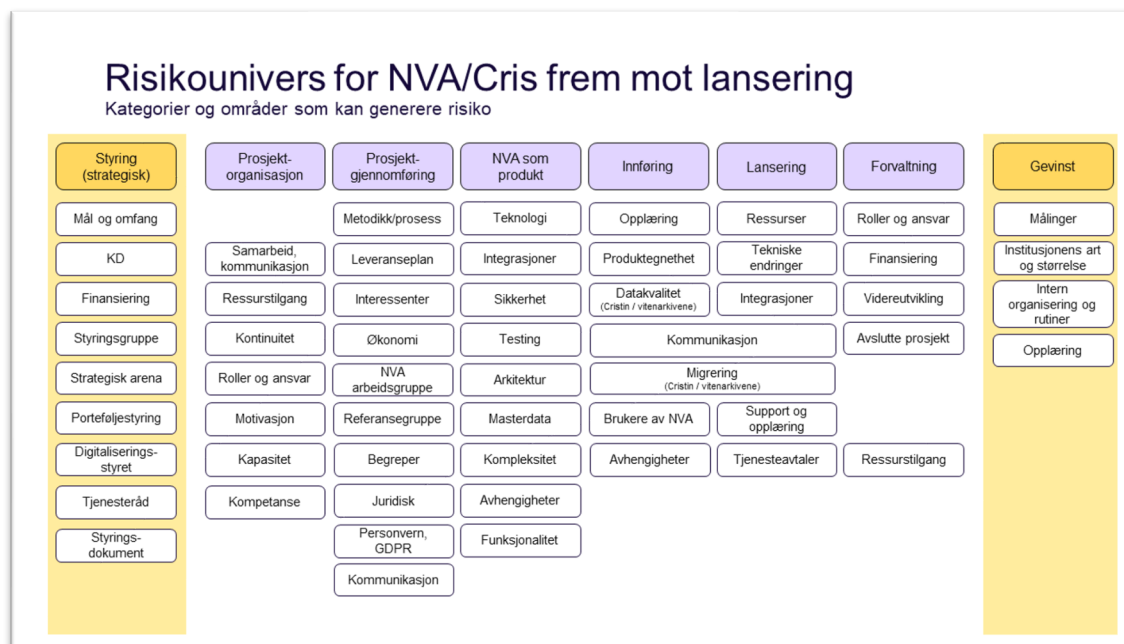 Risikounivers for NVA/Cris frem mot lansering
Kategorier og områder som kan generere risiko
Styring
(strategisk)
Mål og omfang
KD
Finansiering
Styringsgruppe
Strategisk arena
Porteføljestyring
Digitaliserings-
styret
Tjenesteråd
Styrings-
dokument
Prosjekt-
organisasjon
Samarbeid,
kommunikasjon
Ressurstilgang
Kontinuitet
Roller og ansvar
Motivasjon
Kapasitet
Kompetanse
Prosjekt-
gjennomføring
Metodikk/prosess
Leveranseplan
Interessenter
Økonomi
NVA
arbeidsgruppe
Referansegruppe
Begreper
Juridisk
Personvern,
GDPR
Kommunikasjon
NVA som
produkt
Teknologi
Integrasjoner
Sikkerhet
Testing
Arkitektur
Masterdata
Kompleksitet
Avhengigheter
Funksjonalitet
Innføring
Opplæring
Produktegnethet
Datakvalitet
(Cristin / vitenarkivene)
Kommunikasjon
Migrering
(Cristin / vitenarkivene)
Brukere av NVA
Avhengigheter
Lansering
Ressurser
Tekniske
endringer
Integrasjoner
Support og
opplæring
Tjenesteavtaler
Forvaltning
Roller og ansvar
Finansiering
Videreutvikling
Avslutte prosjekt
Ressurstilgang
Gevinst
Målinger
Institusjonens art
og størrelse
Intern
organisering og
rutiner
Opplæring